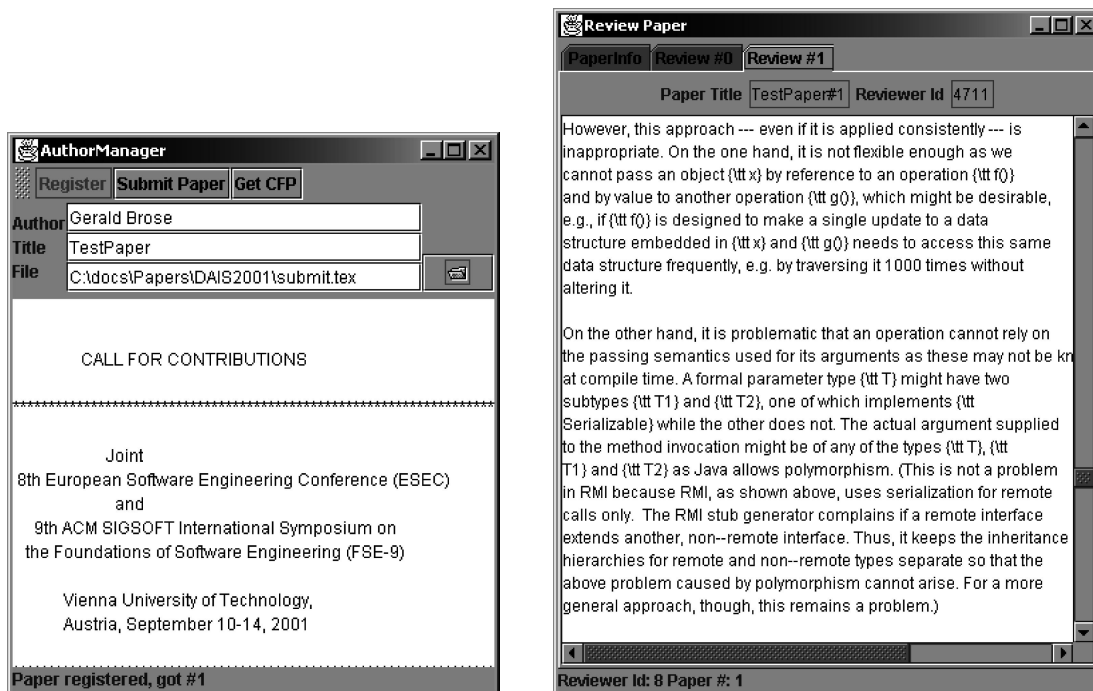 AuthorManager
Register Submit Paper Get CFP
Author Gerald Brose
Title TestPaper
File C:\docs\Papers\DAIS2001\submit.tex
CALL FOR CONTRIBUTIONS
Joint
8th European Software Engineering Conference (ESEC)
and
9th ACM SIGSOFT International Symposium on
the Foundations of Software Engineering (FSE-9)
Vienna University of Technology,
Austria, September 10-14, 2001
Paper registered, got #1
Review Paper
PaperInfo Review #0 Review #1
Paper Title TestPaper#1 Reviewer Id 4711
However, this approach --- even if it is applied consistently --- is
inappropriate. On the one hand, it is not flexible enough as we
cannot pass an object {\tt x} by reference to an operation {\tt f()}
and by value to another operation {\tt g()}, which might be desirable,
e.g., if {\tt f()} is designed to make a single update to a data
structure embedded in {\tt x} and {\tt g()} needs to access this same
data structure frequently, e.g. by traversing it 1000 times without
altering it.
On the other hand, it is problematic that an operation cannot rely on
the passing semantics used for its arguments as these may not be kn
at compile time. A formal parameter type {\tt T} might have two
subtypes {\tt T1} and {\tt T2}, one of which implements {\tt
Serializable} while the other does not. The actual argument supplied
to the method invocation might be of any of the types {\tt T}, {\tt
T1} and {\tt T2} as Java allows polymorphism. (This is not a problem
in RMI because RMI, as shown above, uses serialization for remote
calls only.  The RMI stub generator complains if a remote interface
extends another, non--remote interface. Thus, it keeps the inheritance
hierarchies for remote and non--remote types separate so that the
above problem caused by polymorphism cannot arise. For a more
general approach, though, this remains a problem.)
Reviewer Id: 8 Paper #: 1